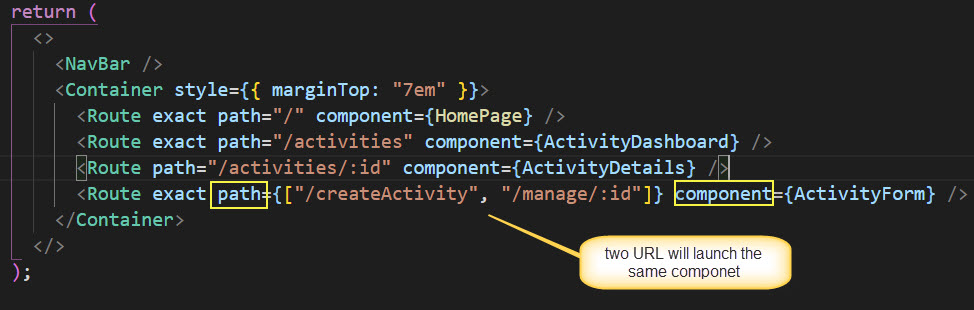 return (
<>
<NavBar />
<Container style={{ marginTop: "7em" }}>
<Route exact path="/" component={HomePage} />
<Route exact path="/activities" component={ActivityDashboard} />
<Route path="/activities/:id" component={ActivityDetails} />
<Route exact path={["/createActivity", "/manage/:id"]} component={ActivityForm} />
</Container>
</>
);
two URL will launch the
same componet